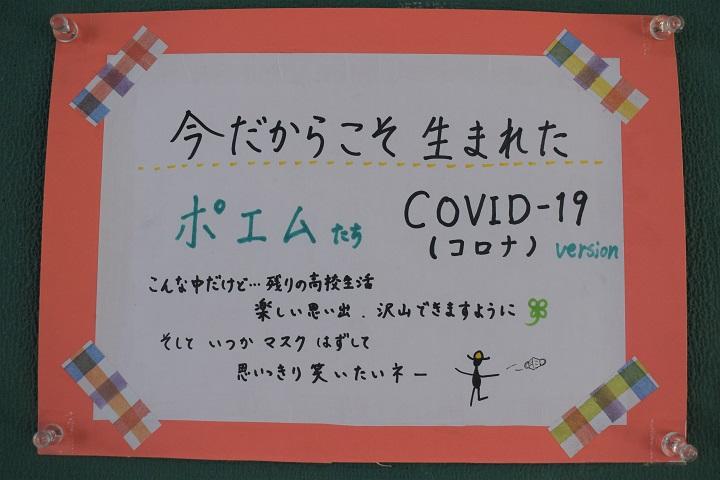 今だからこそ 生まれた
ポエムたち COVID-19
(コロナ) version
こんな中だけど…残りの高校生活
楽しい思い出、沢山できますように
そして いつか マスク はずして
思いっきり 笑いたいネー